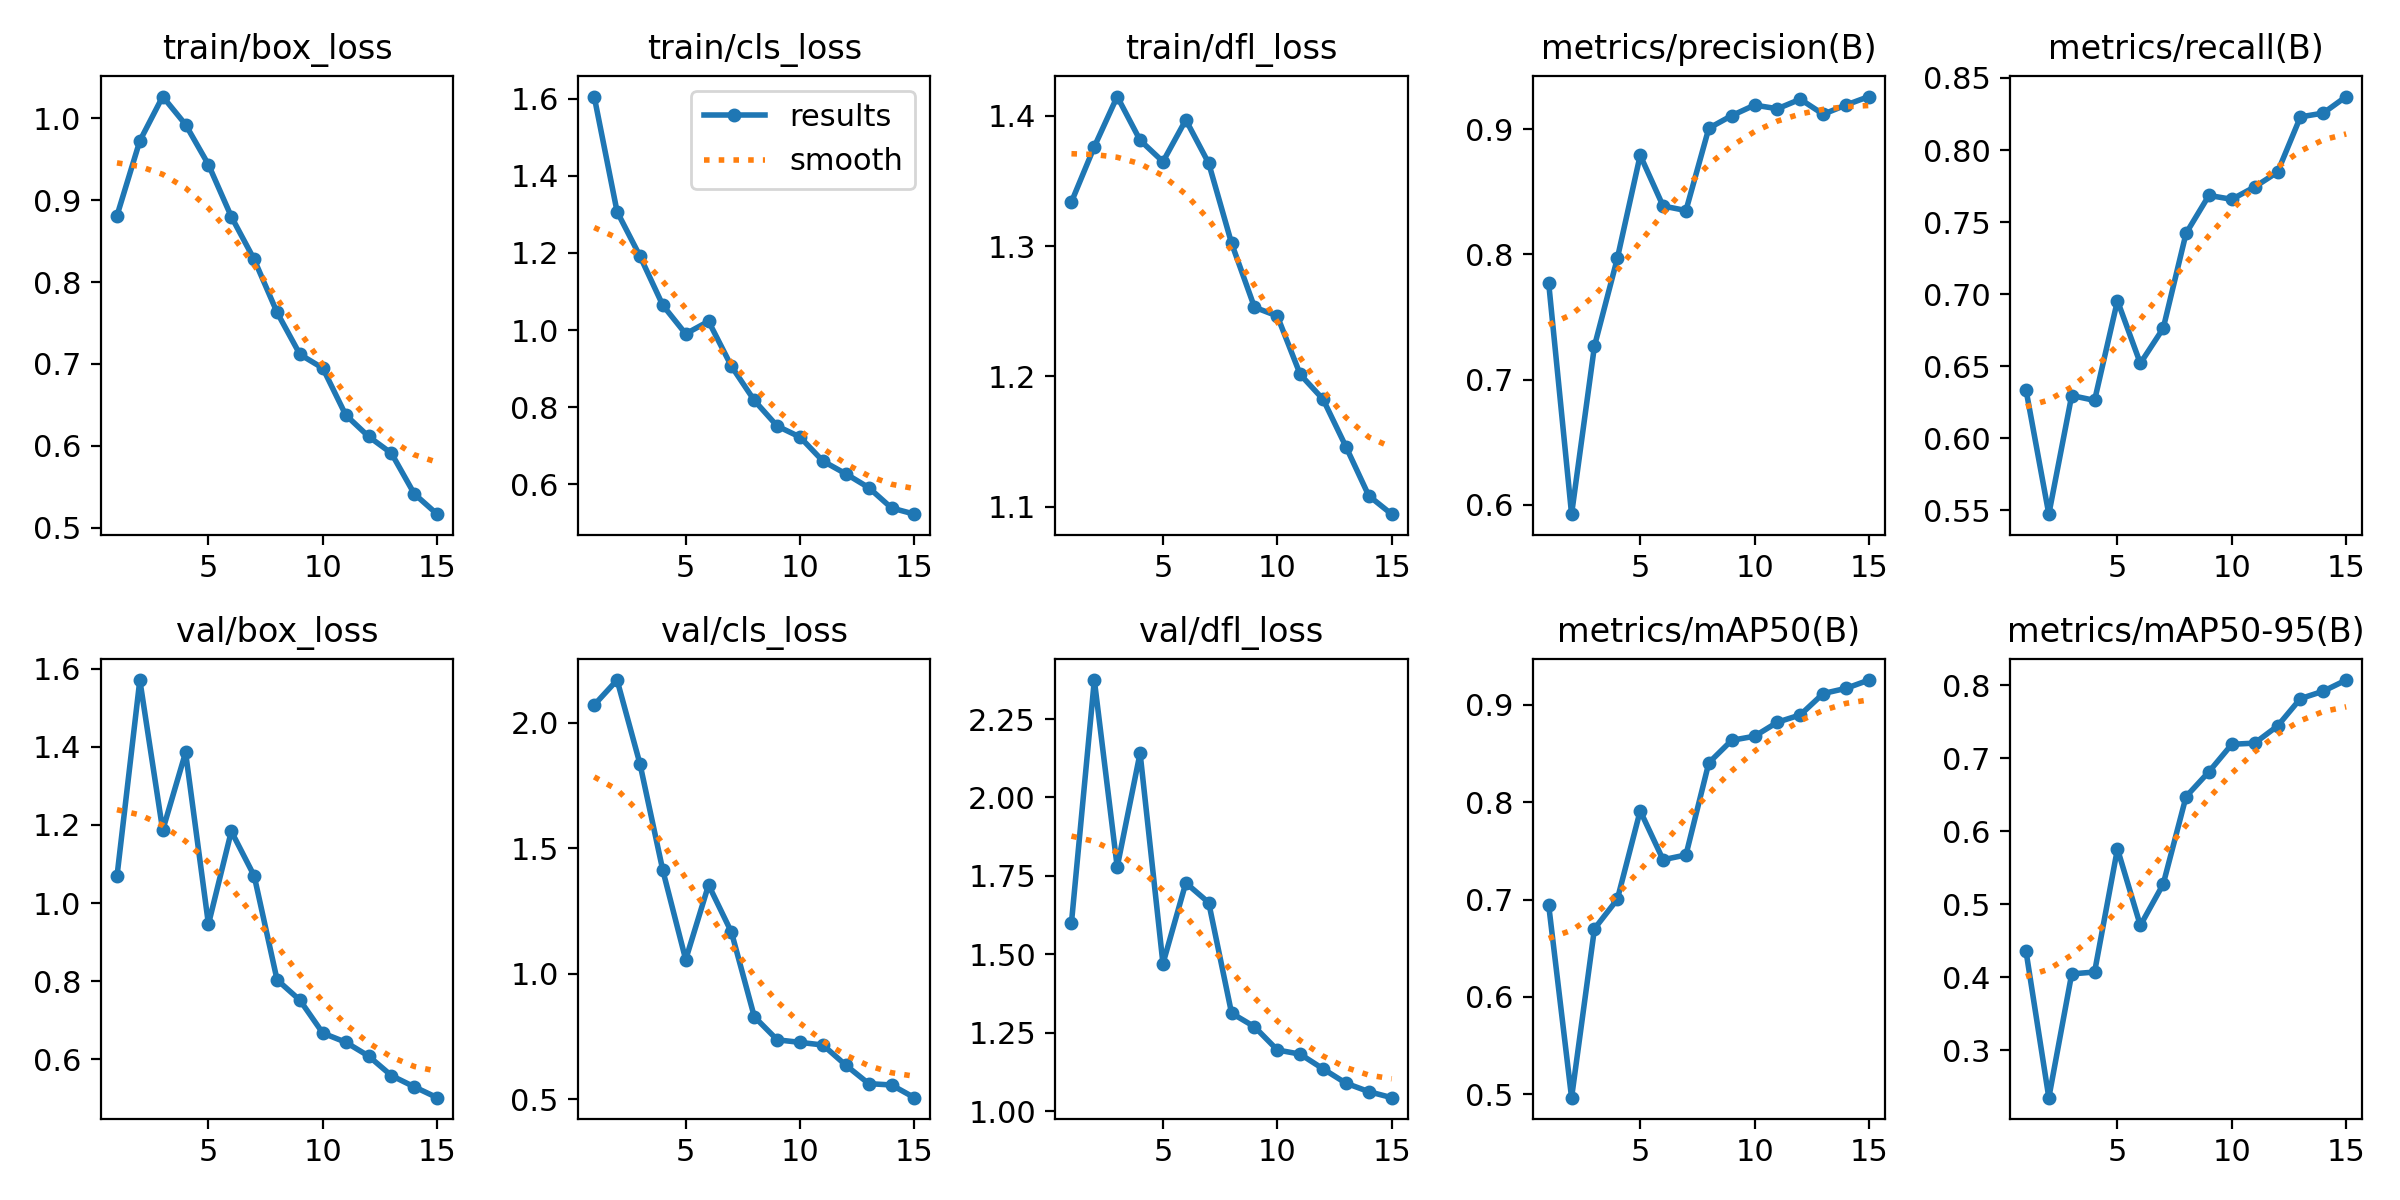 train/box_loss
1.0
0.9
0.8
0.7
0.6
0.5
5 10 15
train/cls_loss
results
smooth
1.6
1.4
1.2
1.0
0.8
0.6
5 10 15
train/dfl_loss
1.4
1.3
1.2
1.1
5 10 15
metrics/precision(B)
0.9
0.8
0.7
0.6
5 10 15
metrics/recall(B)
0.85
0.80
0.75
0.70
0.65
0.60
0.55
5 10 15
val/box_loss
1.6
1.4
1.2
1.0
0.8
0.6
5 10 15
val/cls_loss
2.0
1.5
1.0
0.5
5 10 15
val/dfl_loss
2.25
2.00
1.75
1.50
1.25
1.00
5 10 15
metrics/mAP50(B)
0.9
0.8
0.7
0.6
0.5
5 10 15
metrics/mAP50-95(B)
0.8
0.7
0.6
0.5
0.4
0.3
5 10 15